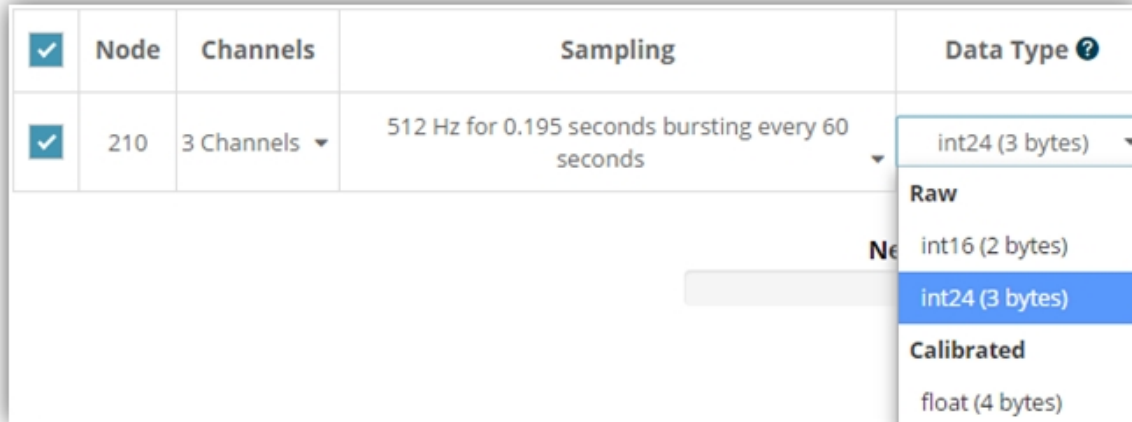 Node Channels Sampling Data Type ?
210 3 Channels 512 Hz for 0.195 seconds bursting every 60
seconds int24 (3 bytes)
Raw
int16 (2 bytes)
int24 (3 bytes)
Calibrated
float (4 bytes)